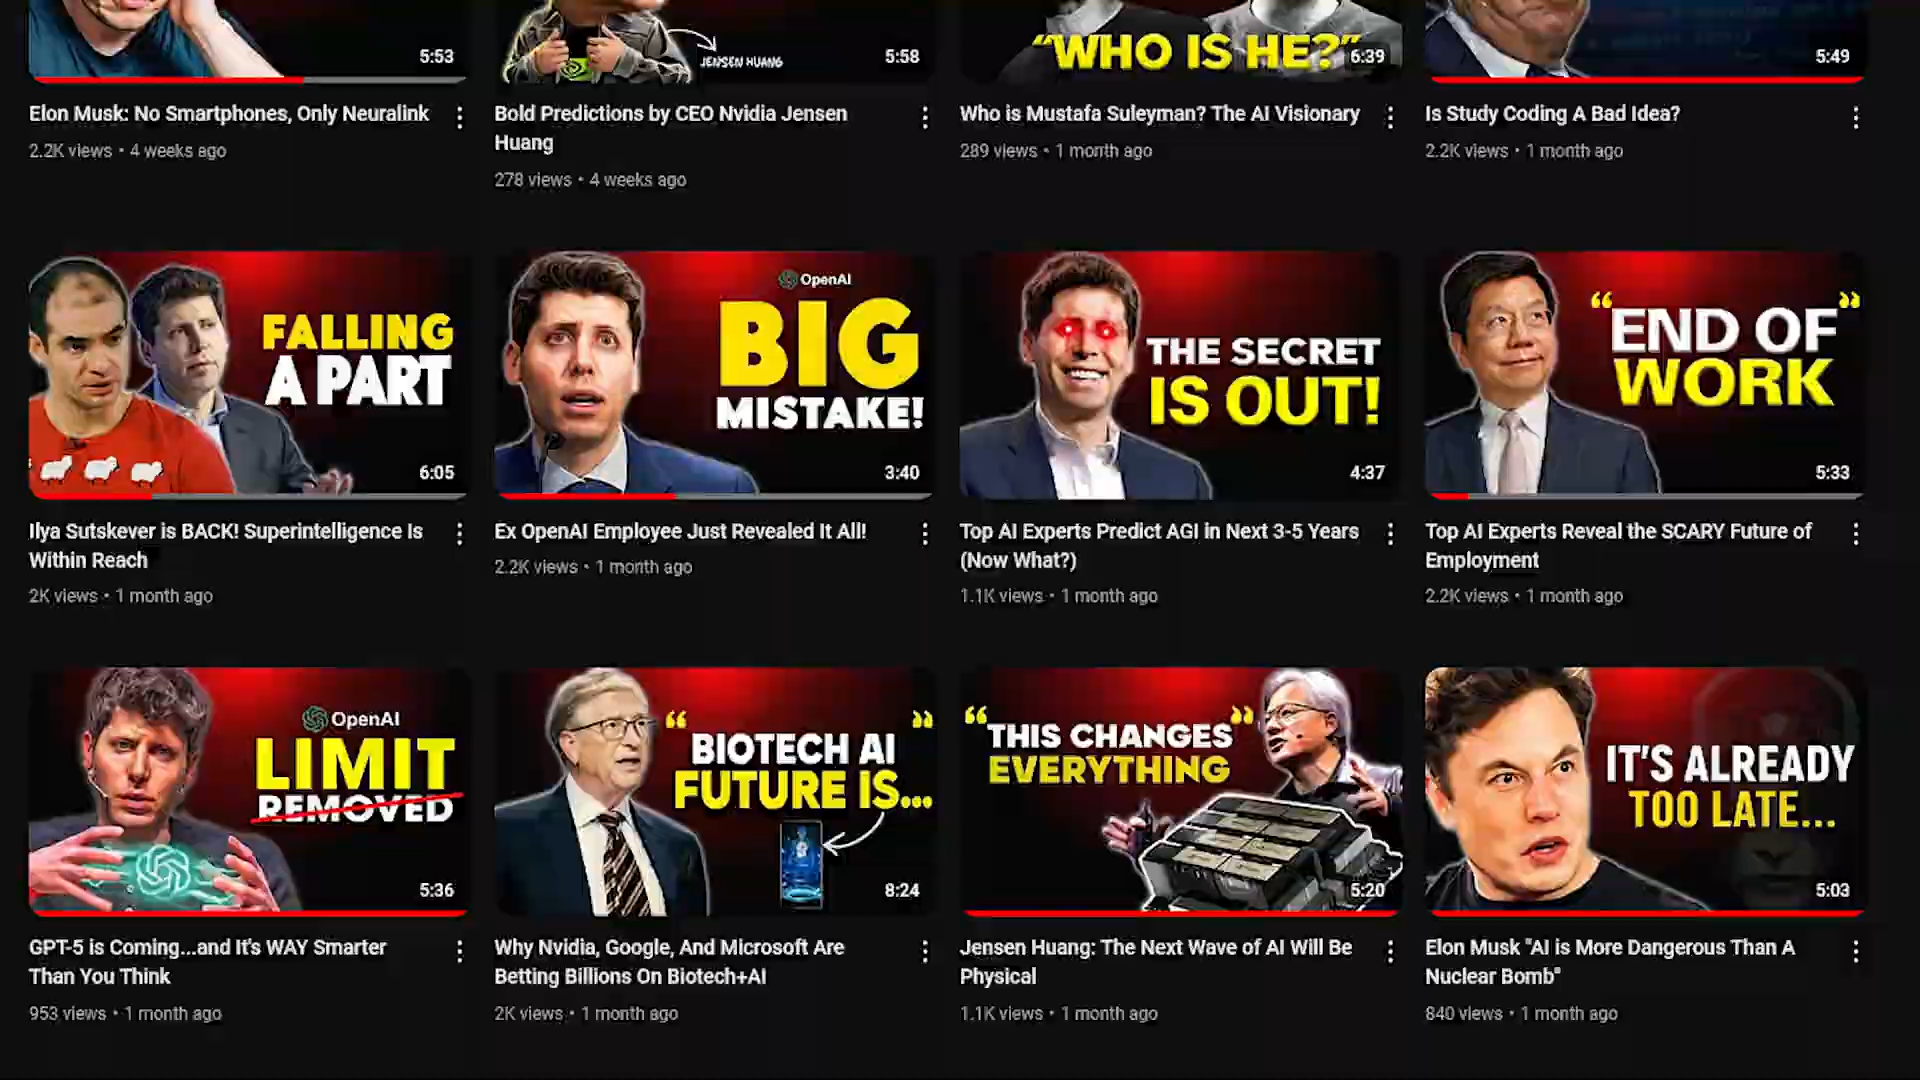 5:53
JENSEN HUANG
5:58
“WHO IS HE?”
6:39
5:49
Elon Musk: No Smartphones, Only Neuralink
2.2K views • 4 weeks ago
Bold Predictions by CEO Nvidia Jensen
Huang
278 views • 4 weeks ago
Who is Mustafa Suleyman? The AI Visionary
289 views • 1 month ago
Is Study Coding A Bad Idea?
2.2K views • 1 month ago
FALLING
A PART
6:05
OpenAI
BIG
MISTAKE!
3:40
THE SECRET
IS OUT!
4:37
“END OF”
WORK
5:33
Ilya Sutskever is BACK! Superintelligence Is
Within Reach
2K views • 1 month ago
Ex OpenAI Employee Just Revealed It All!
2.2K views • 1 month ago
Top AI Experts Predict AGI in Next 3-5 Years
(Now What?)
1.1K views • 1 month ago
Top AI Experts Reveal the SCARY Future of
Employment
2.2K views • 1 month ago
OpenAI
LIMIT
REMOVED
5:36
“BIOTECH AI”
FUTURE IS...
8:24
“THIS CHANGES”
EVERYTHING
5:20
IT'S ALREADY
TOO LATE...
5:03
GPT-5 is Coming...and It's WAY Smarter
Than You Think
953 views • 1 month ago
Why Nvidia, Google, And Microsoft Are
Betting Billions On Biotech+AI
2K views • 1 month ago
Jensen Huang: The Next Wave of AI Will Be
Physical
1.1K views • 1 month ago
Elon Musk "AI is More Dangerous Than A
Nuclear Bomb"
840 views • 1 month ago